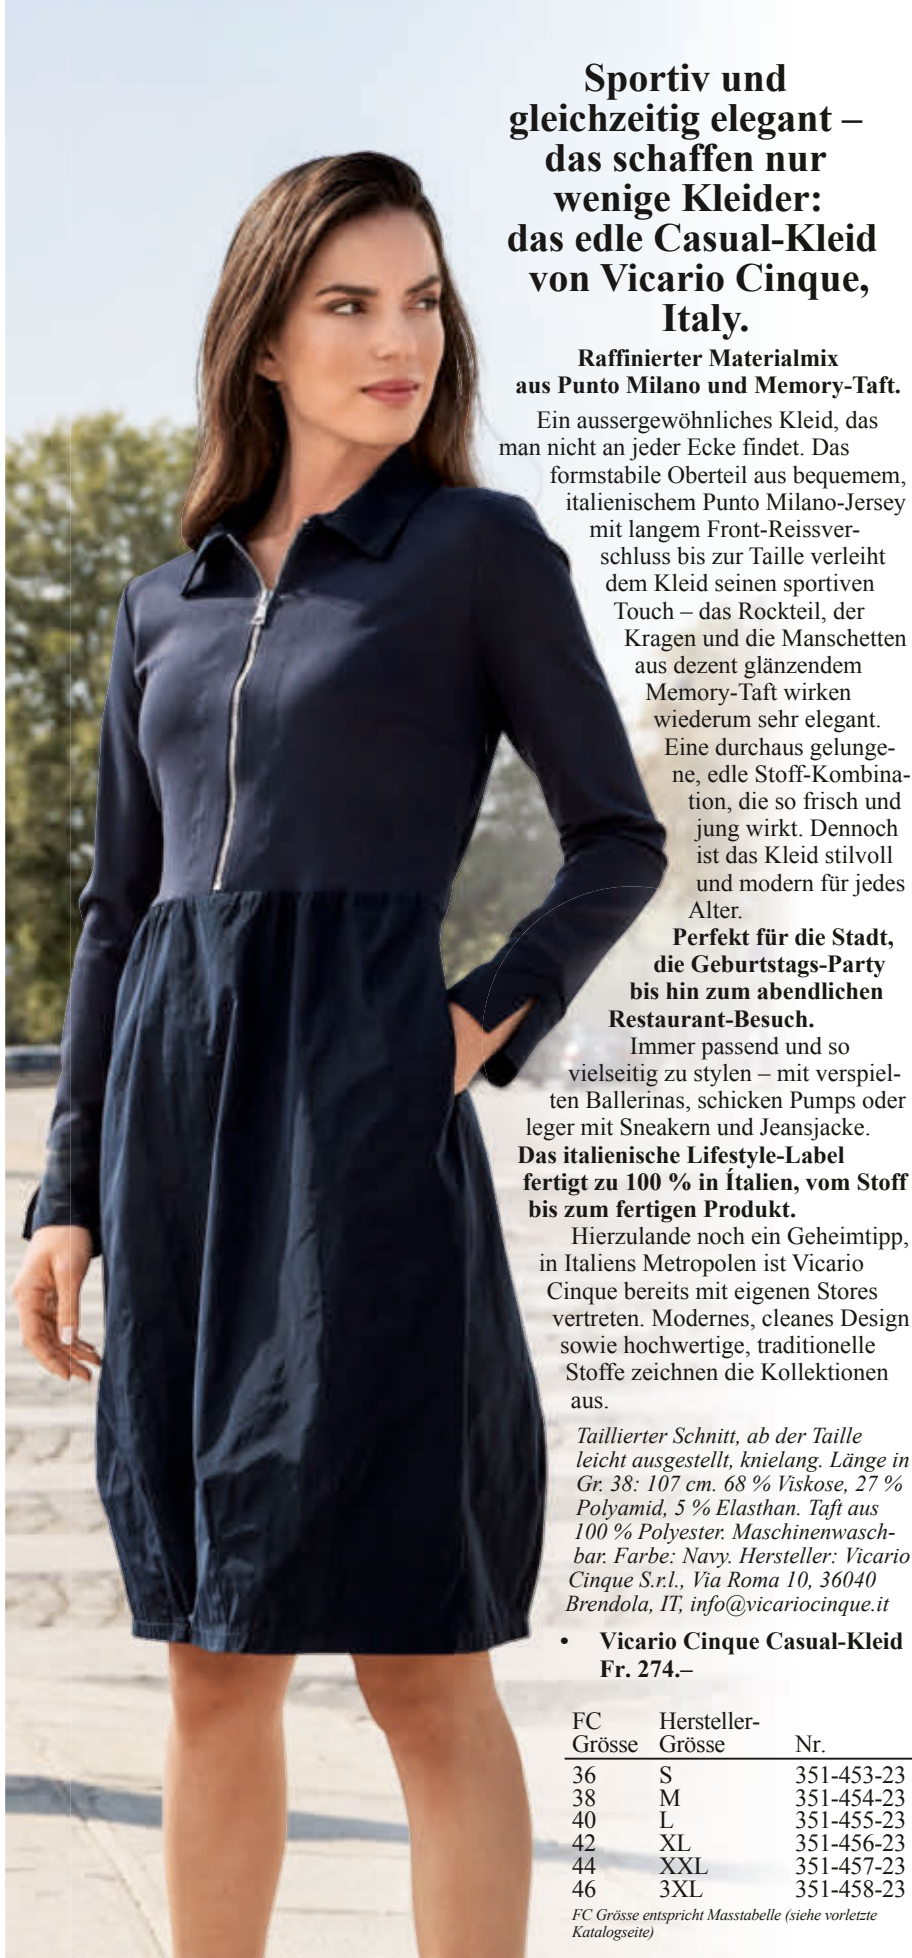 Sportiv und
gleichzeitig elegant –
das schaffen nur
wenige Kleider:
das edle Casual-Kleid
von Vicario Cinque,
Italy.
Raffinierter Materialmix
aus Punto Milano und Memory-Taft.
Ein aussergewöhnliches Kleid, das
man nicht an jeder Ecke findet. Das
formstabile Oberteil aus bequemem,
italienischem Punto Milano-Jersey
mit langem Front-Reissver-
schluss bis zur Taille verleiht
dem Kleid seinen sportiven
Touch – das Rockteil, der
Kragen und die Manschetten
aus dezent glänzendem
Memory-Taft wirken
wiederum sehr elegant.
Eine durchaus gelunge-
ne, edle Stoff-Kombina-
tion, die so frisch und
jung wirkt. Dennoch
ist das Kleid stilvoll
und modern für jedes
Alter.
Perfekt für die Stadt,
die Geburtstags-Party
bis hin zum abendlichen
Restaurant-Besuch.
Immer passend und so
vielseitig zu stylen – mit verspiel-
ten Ballerinas, schicken Pumps oder
leger mit Sneakern und Jeansjacke.
Das italienische Lifestyle-Label
fertigt zu 100 % in Ítalien, vom Stoff
bis zum fertigen Produkt.
Hierzulande noch ein Geheimtipp,
in Italiens Metropolen ist Vicario
Cinque bereits mit eigenen Stores
vertreten. Modernes, cleanes Design
sowie hochwertige, traditionelle
Stoffe zeichnen die Kollektionen
aus.
Taillierter Schnitt, ab der Taille
leicht ausgestellt, knielang. Länge in
Gr. 38: 107 cm. 68 % Viskose, 27 %
Polyamid, 5 % Elasthan. Taft aus
100 % Polyester. Maschinenwasch-
bar. Farbe: Navy. Hersteller: Vicario
Cinque S.r.l., Via Roma 10, 36040
Brendola, IT, info@vicariocinque.it
• Vicario Cinque Casual-Kleid
Fr. 274.–
FC Hersteller-
Grösse Grösse Nr.
36 S 351-453-23
38 M 351-454-23
40 L 351-455-23
42 XL 351-456-23
44 XXL 351-457-23
46 3XL 351-458-23
FC Grösse entspricht Masstabelle (siehe vorletzte
Katalogseite)